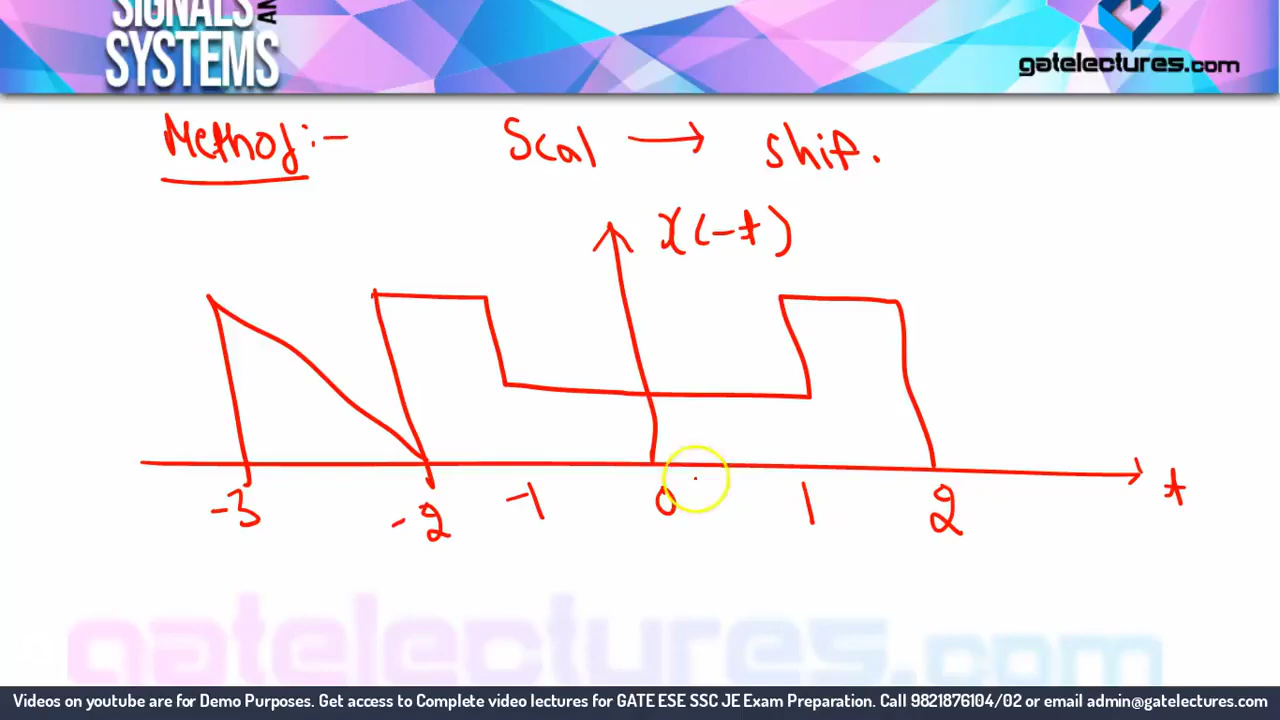 SIGNALS AND
SYSTEMS
gatelectures.com
Method:- Scal → shif.
x(-t)
-3 -2 -1 0 1 2 t
gatelectures.com
Videos on youtube are for Demo Purposes. Get access to Complete video lectures for GATE ESE SSC JE Exam Preparation. Call 9821876104/02 or email admin@gatelectures.com